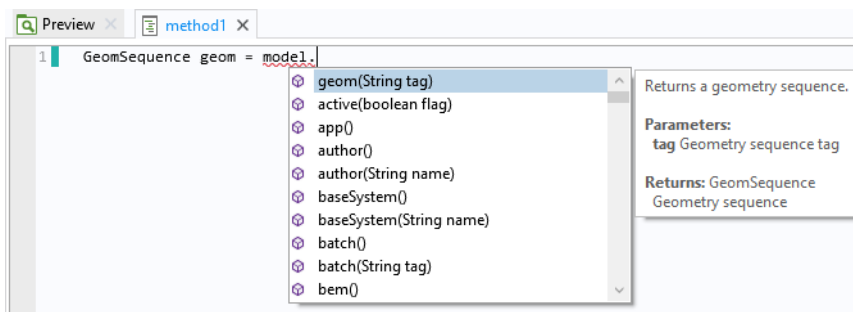 Preview
method1
1 GeomSequence geom = model.
geom(String tag)
active(boolean flag)
app()
author()
author(String name)
baseSystem()
baseSystem(String name)
batch()
batch(String tag)
bem()
Returns a geometry sequence.
Parameters:
tag Geometry sequence tag
Returns: GeomSequence
Geometry sequence